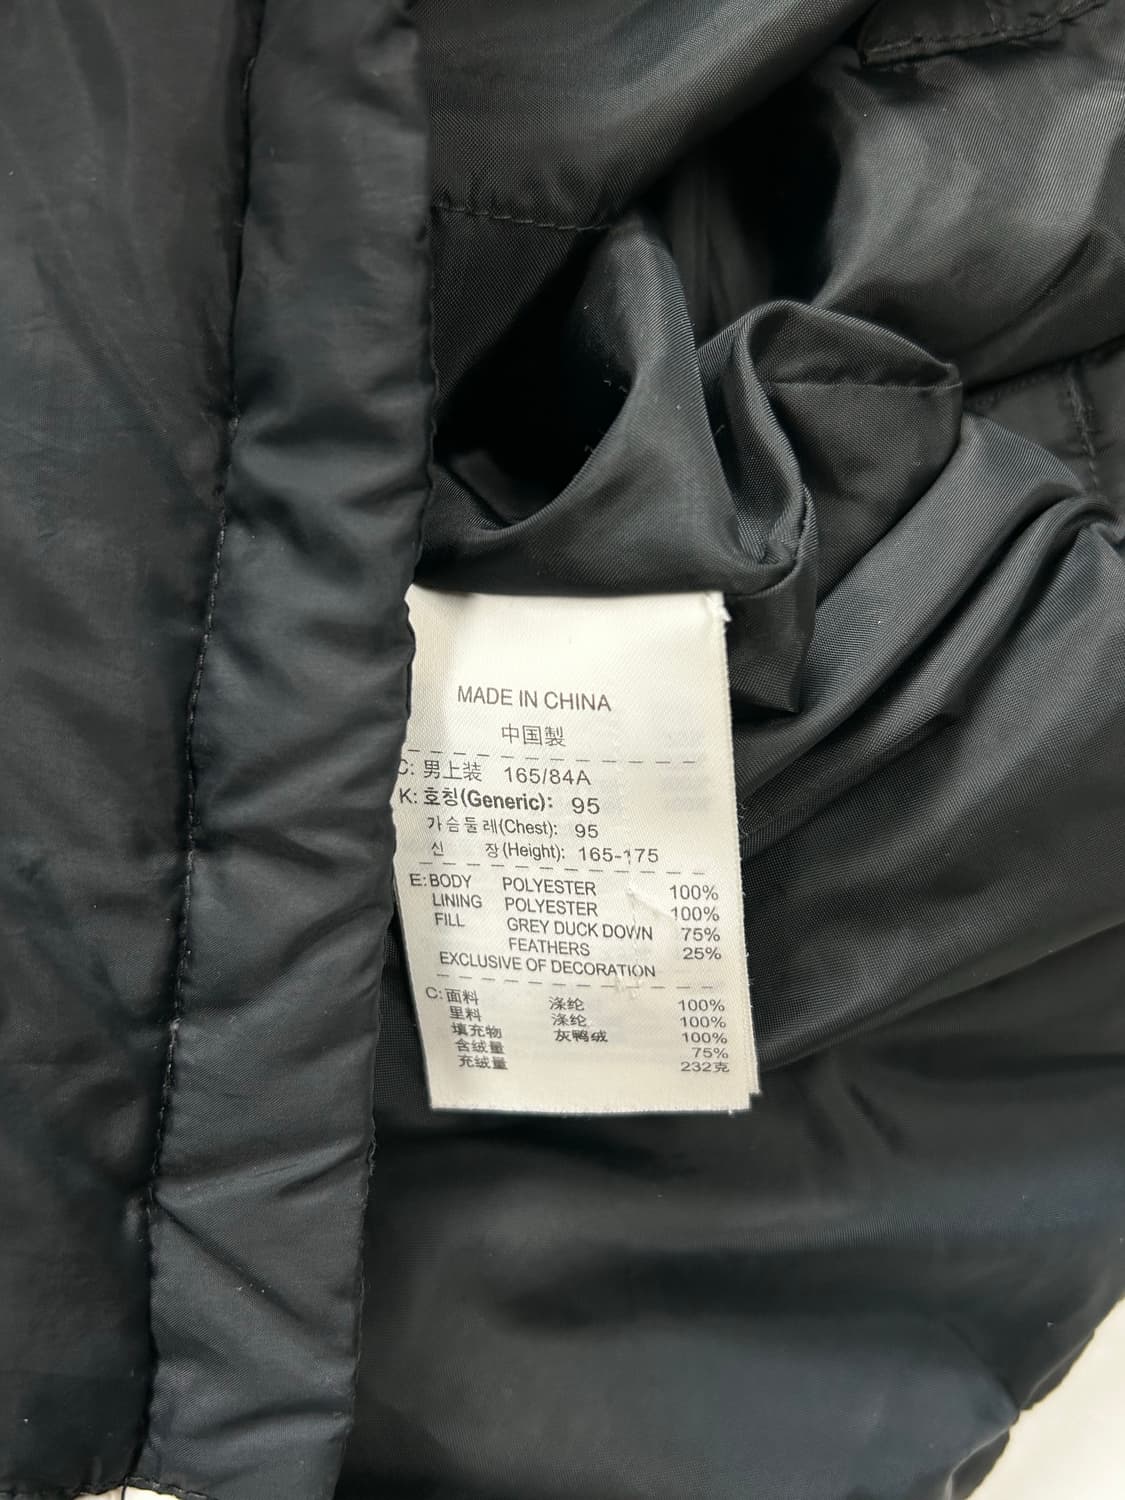 MADE IN CHINA
中国製
C: 男上装 165/84A
K: 호칭(Generic): 95
가슴둘레(Chest): 95
신 장(Height): 165-175
E: BODY POLYESTER 100%
LINING POLYESTER 100%
FILL GREY DUCK DOWN 75%
FEATHERS 25%
EXCLUSIVE OF DECORATION
C: 面料 涤纶 100%
里料 涤纶 100%
填充物 灰鸭绒 100%
含绒量 75%
充绒量 232克